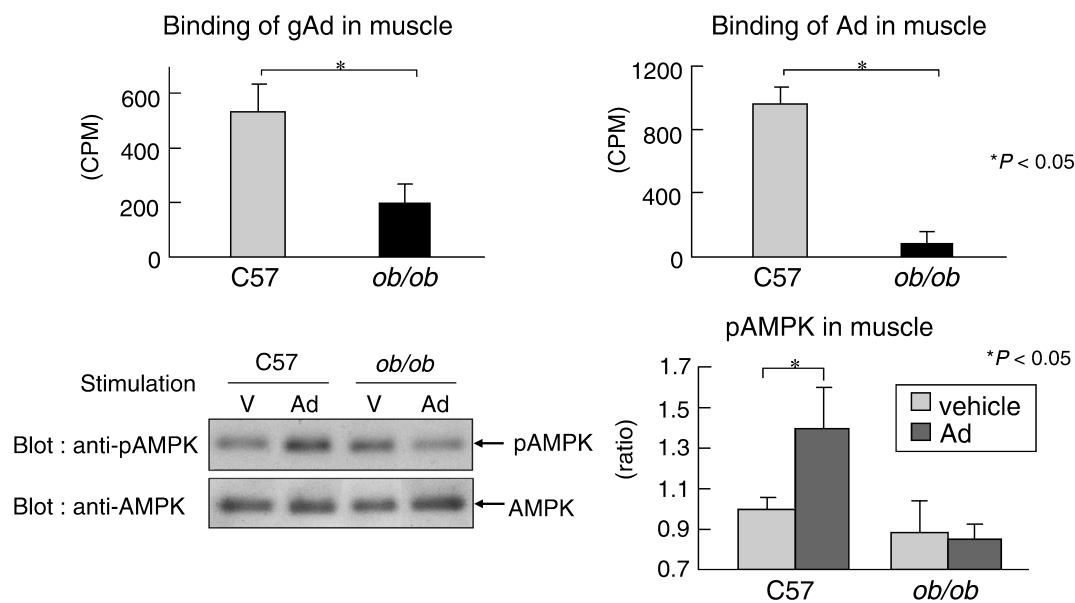 Binding of gAd in muscle
(CPM)
600
400
200
0
*
C57
ob/ob
Binding of Ad in muscle
(CPM)
1200
800
400
0
*
C57
ob/ob
*P < 0.05
Stimulation
C57
ob/ob
V
Ad
V
Ad
Blot : anti-pAMPK
pAMPK
Blot : anti-AMPK
AMPK
pAMPK in muscle
*P < 0.05
(ratio)
1.7
1.5
1.3
1.1
0.9
0.7
*
vehicle
Ad
C57
ob/ob